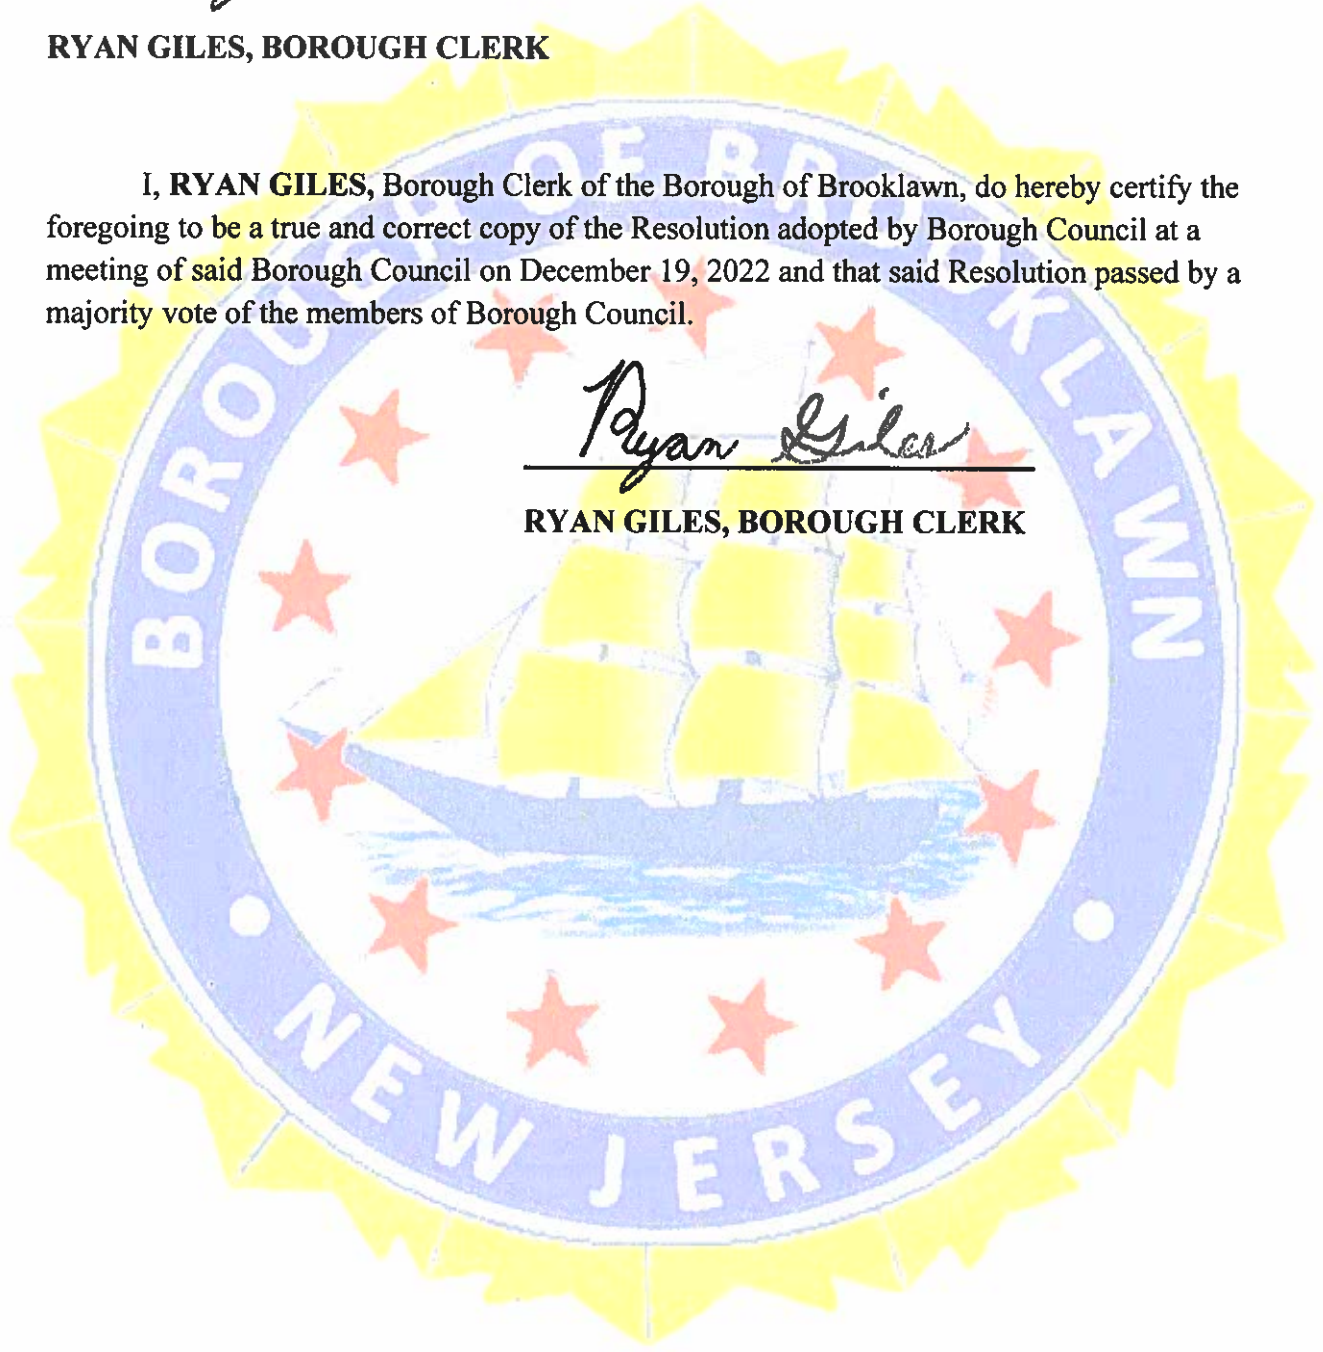 RYAN GILES, BOROUGH CLERK
I, RYAN GILES, Borough Clerk of the Borough of Brooklawn, do hereby certify the
foregoing to be a true and correct copy of the Resolution adopted by Borough Council at a
meeting of said Borough Council on December 19, 2022 and that said Resolution passed by a
majority vote of the members of Borough Council.
Ryan Giles
RYAN GILES, BOROUGH CLERK
BOROUGH OF BROOKLAWN
• NEW JERSEY •